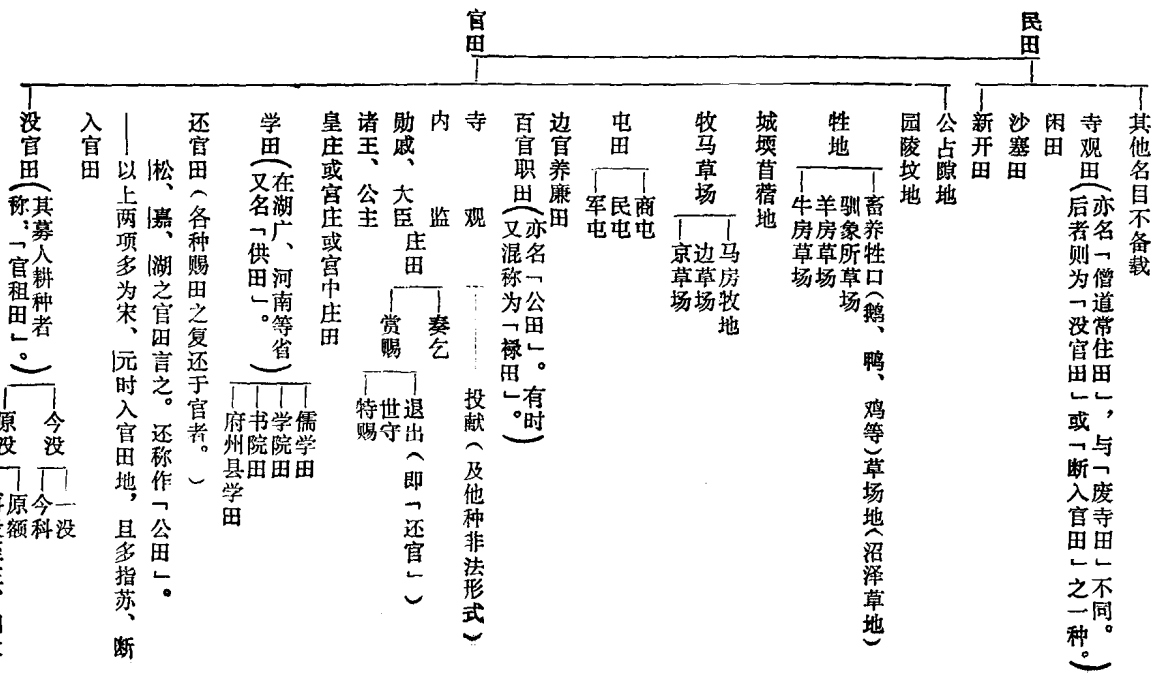 民田
其他名目不备载
寺观田（亦名「僧道常住田」，与「废寺田」不同。
后者则为「没官田」或「断入官田」之一种。）
闲田
沙塞田
新开田
官田
公占隙地
园陵坟地
牲地
畜养牲口（鹅、鸭、鸡等）草场地（沼泽草地）
驯象所草场
羊房草场
牛房草场
城堧苜蓿地
牧马草场
马房牧地
边草场
京草场
屯田
商屯
民屯
军屯
边官养廉田
百官职田（亦名「公田」。有时
又混称为「禄田」。）
寺观
投献（及他种非法形式）
内监
勋戚、大臣
诸王、公主
庄田
奏乞
赏赐
退出（即「还官」）
世守
特赐
皇庄或宫庄或宫中庄田
学田（在湖广、河南等省
又名「供田」。）
儒学田
学院田
书院田
府州县学田
还官田（各种赐田之复还于官者。）
松、嘉、湖之官田言之。还称作「公田」。
——以上两项多为宋、元时入官田地，且多指苏、断
入官田
没官田（其募人耕种者
称，「官租田」。）
今没
一没
今科
原没
原额